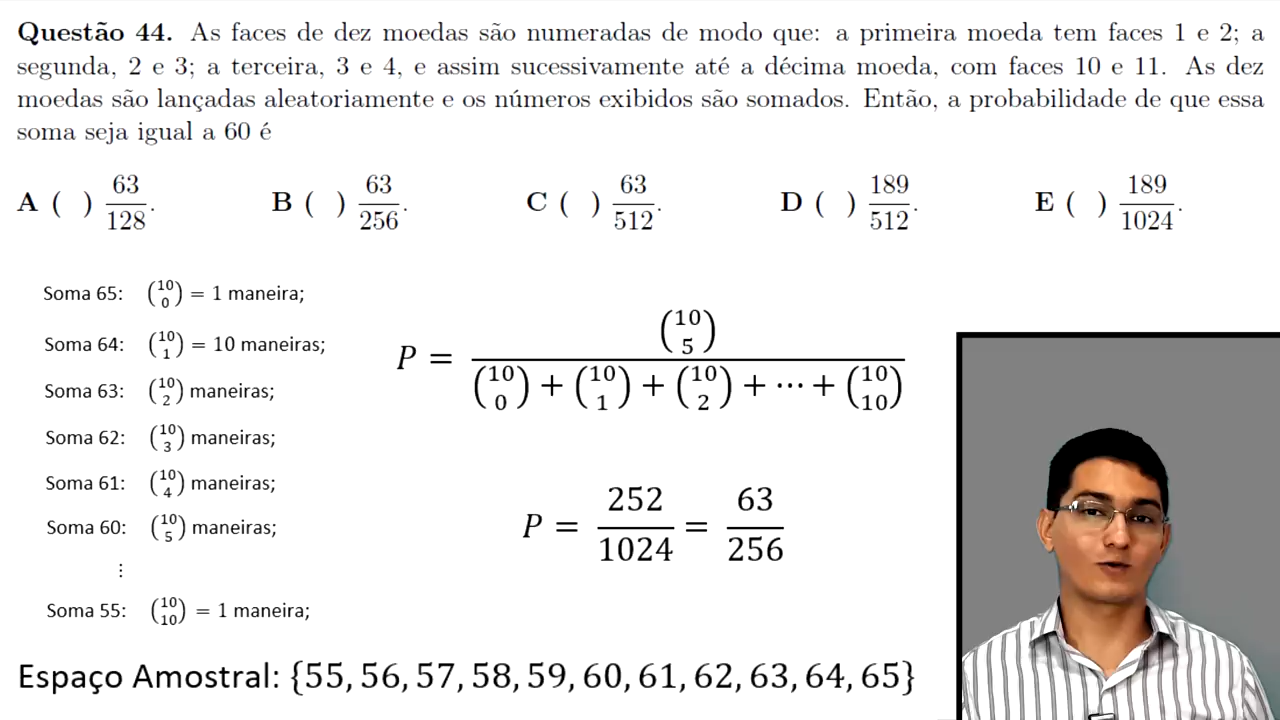 Questão 44. As faces de dez moedas são numeradas de modo que: a primeira moeda tem faces 1 e 2; a
segunda, 2 e 3; a terceira, 3 e 4, e assim sucessivamente até a décima moeda, com faces 10 e 11. As dez
moedas são lançadas aleatoriamente e os números exibidos são somados. Então, a probabilidade de que essa
soma seja igual a 60 é
A ( ) 63/128. B ( ) 63/256. C ( ) 63/512. D ( ) 189/512. E ( ) 189/1024.
Soma 65: (10 0) = 1 maneira;
Soma 64: (10 1) = 10 maneiras;
Soma 63: (10 2) maneiras;
Soma 62: (10 3) maneiras;
Soma 61: (10 4) maneiras;
Soma 60: (10 5) maneiras;
⋮
Soma 55: (10 10) = 1 maneira;
P = (10 5) / (10 0) + (10 1) + (10 2) + ⋯ + (10 10)
P = 252/1024 = 63/256
Espaço Amostral: {55, 56, 57, 58, 59, 60, 61, 62, 63, 64, 65}